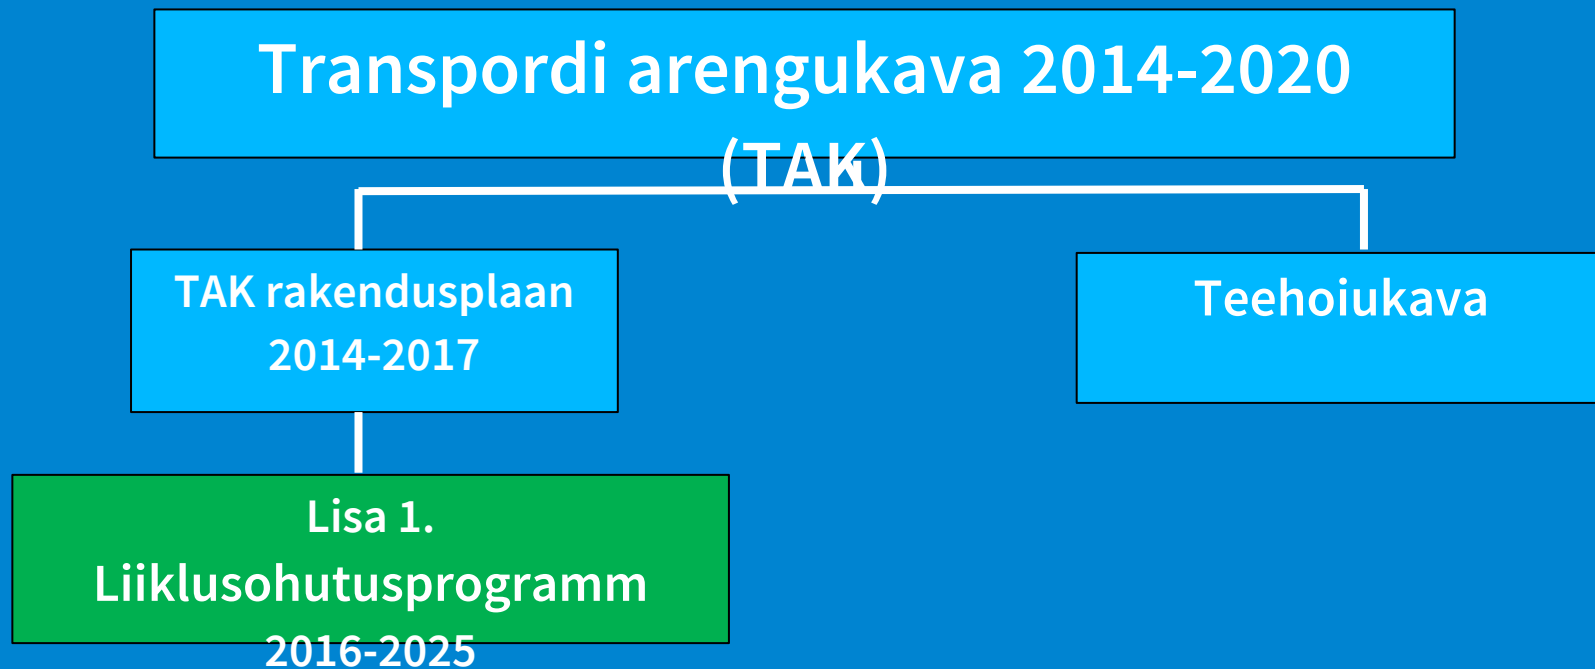 Transpordi arengukava 2014-2020
(TAK)
TAK rakendusplaan
2014-2017
Teehoiukava
Lisa 1.
Liiklusohutusprogramm
2016-2025